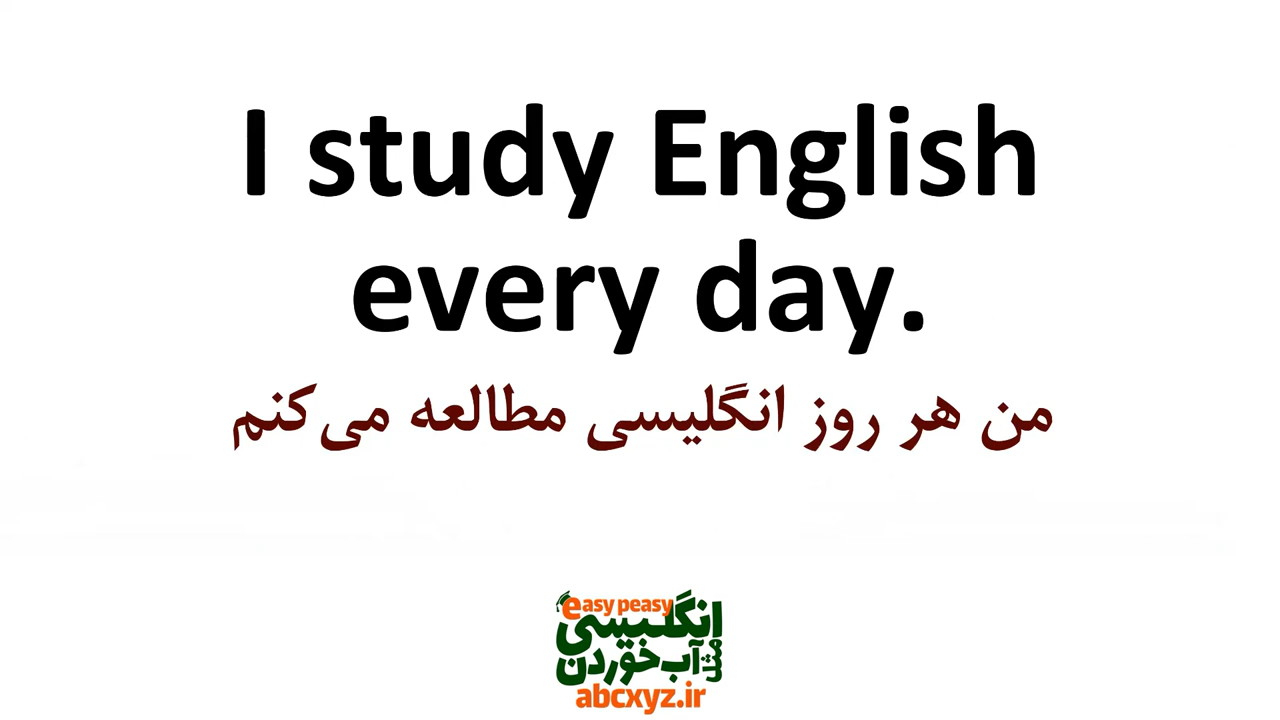 I study English
every day.
من هر روز انگلیسی مطالعه می‌کنم
easy peasy
انگلیسی
مثل آب خوردن
abcxyz.ir